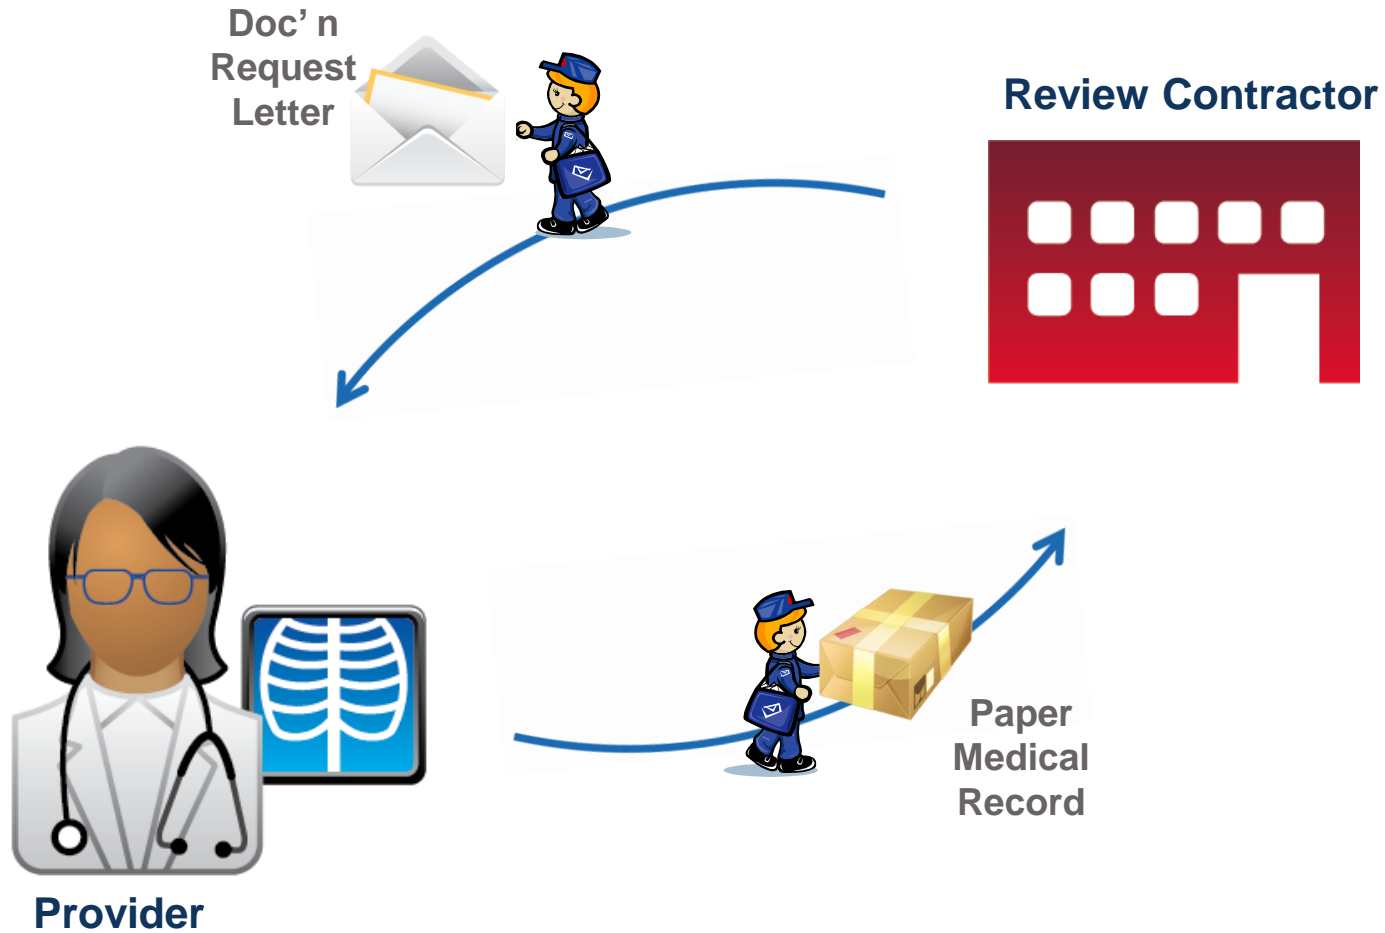 Doc’ n
Request
Letter
Review Contractor
Paper
Medical
Record
Provider